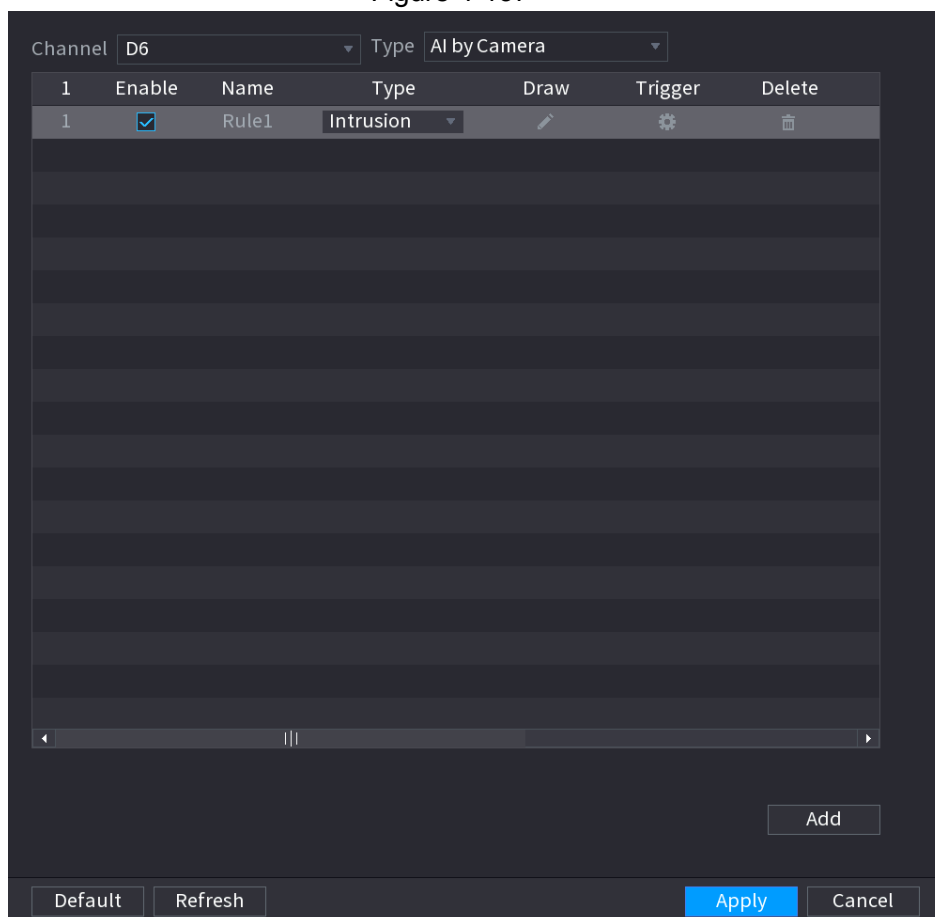 Channel D6 Type AI by Camera
1 Enable Name Type Draw Trigger Delete
1 Rule1 Intrusion
Add
Default Refresh Apply Cancel